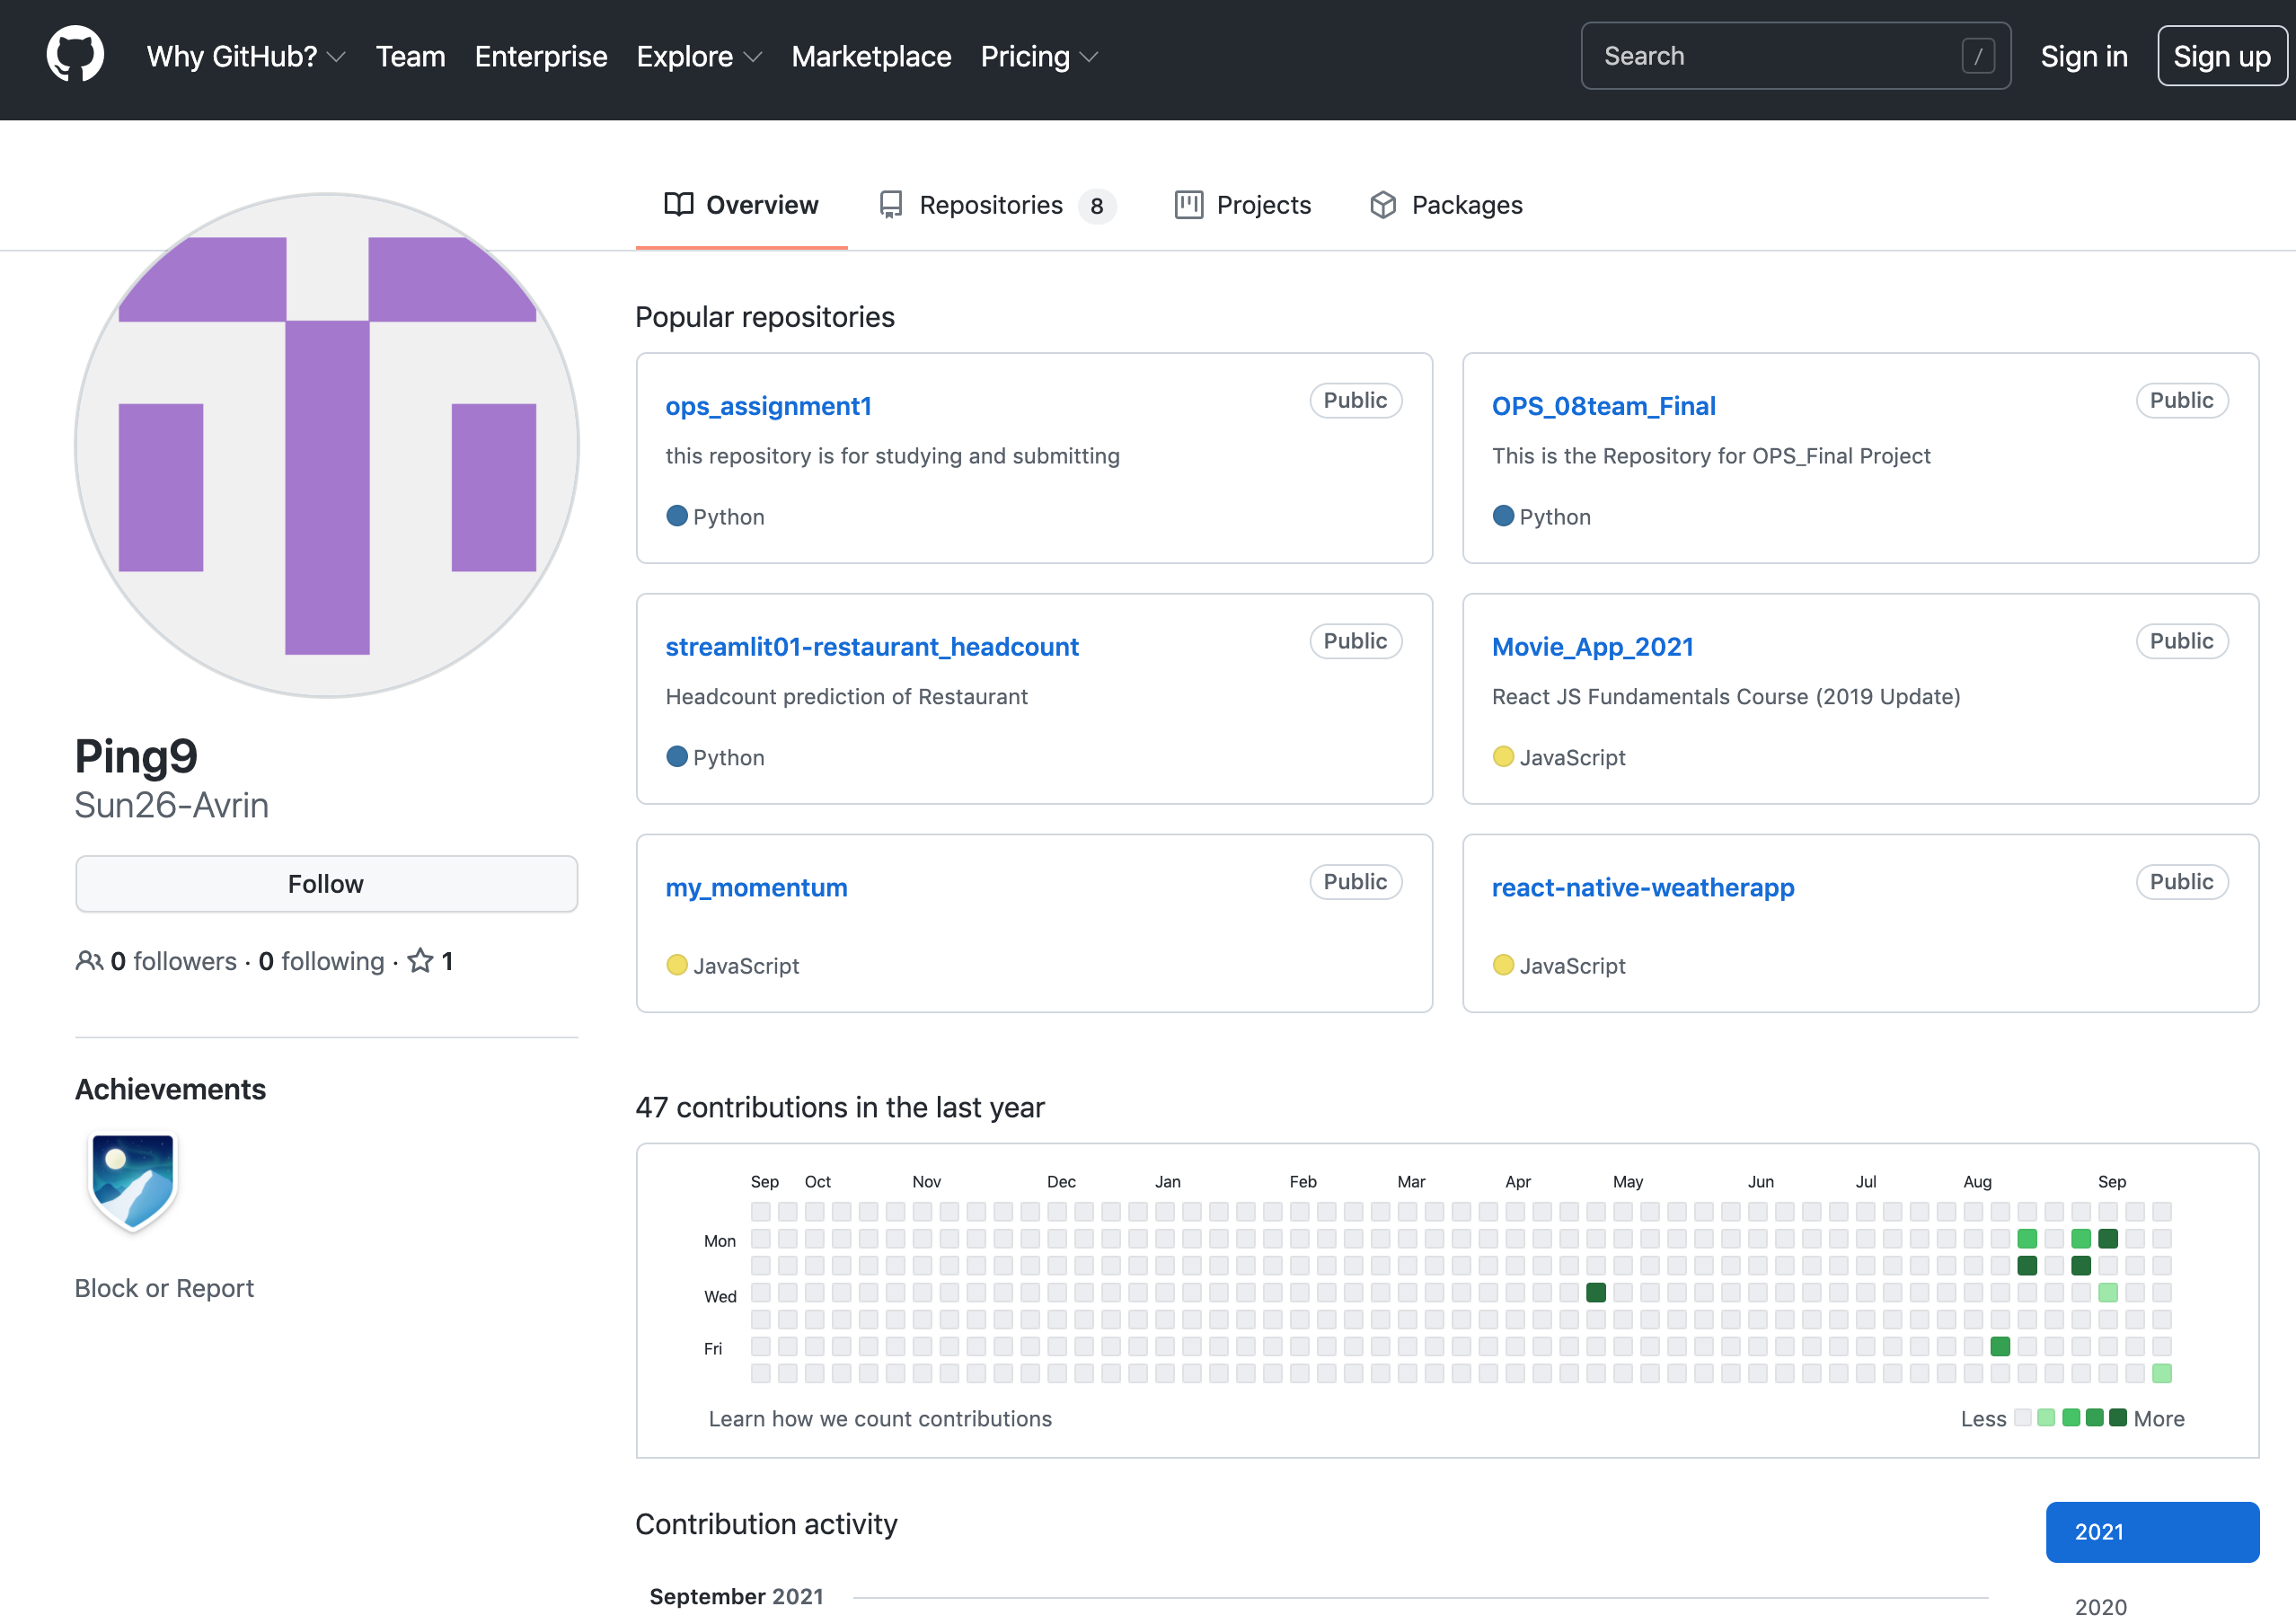 Why GitHub? Team Enterprise Explore Marketplace Pricing Search / Sign in Sign up
Overview Repositories 8 Projects Packages
Ping9
Sun26-Avrin
Follow
0 followers · 0 following · 1
Achievements
Block or Report
Popular repositories
ops_assignment1 Public
this repository is for studying and submitting
Python
OPS_08team_Final Public
This is the Repository for OPS_Final Project
Python
streamlit01-restaurant_headcount Public
Headcount prediction of Restaurant
Python
Movie_App_2021 Public
React JS Fundamentals Course (2019 Update)
JavaScript
my_momentum Public
JavaScript
react-native-weatherapp Public
JavaScript
47 contributions in the last year
Sep Oct Nov Dec Jan Feb Mar Apr May Jun Jul Aug Sep
Mon
Wed
Fri
Learn how we count contributions Less More
Contribution activity
2021
September 2021
2020